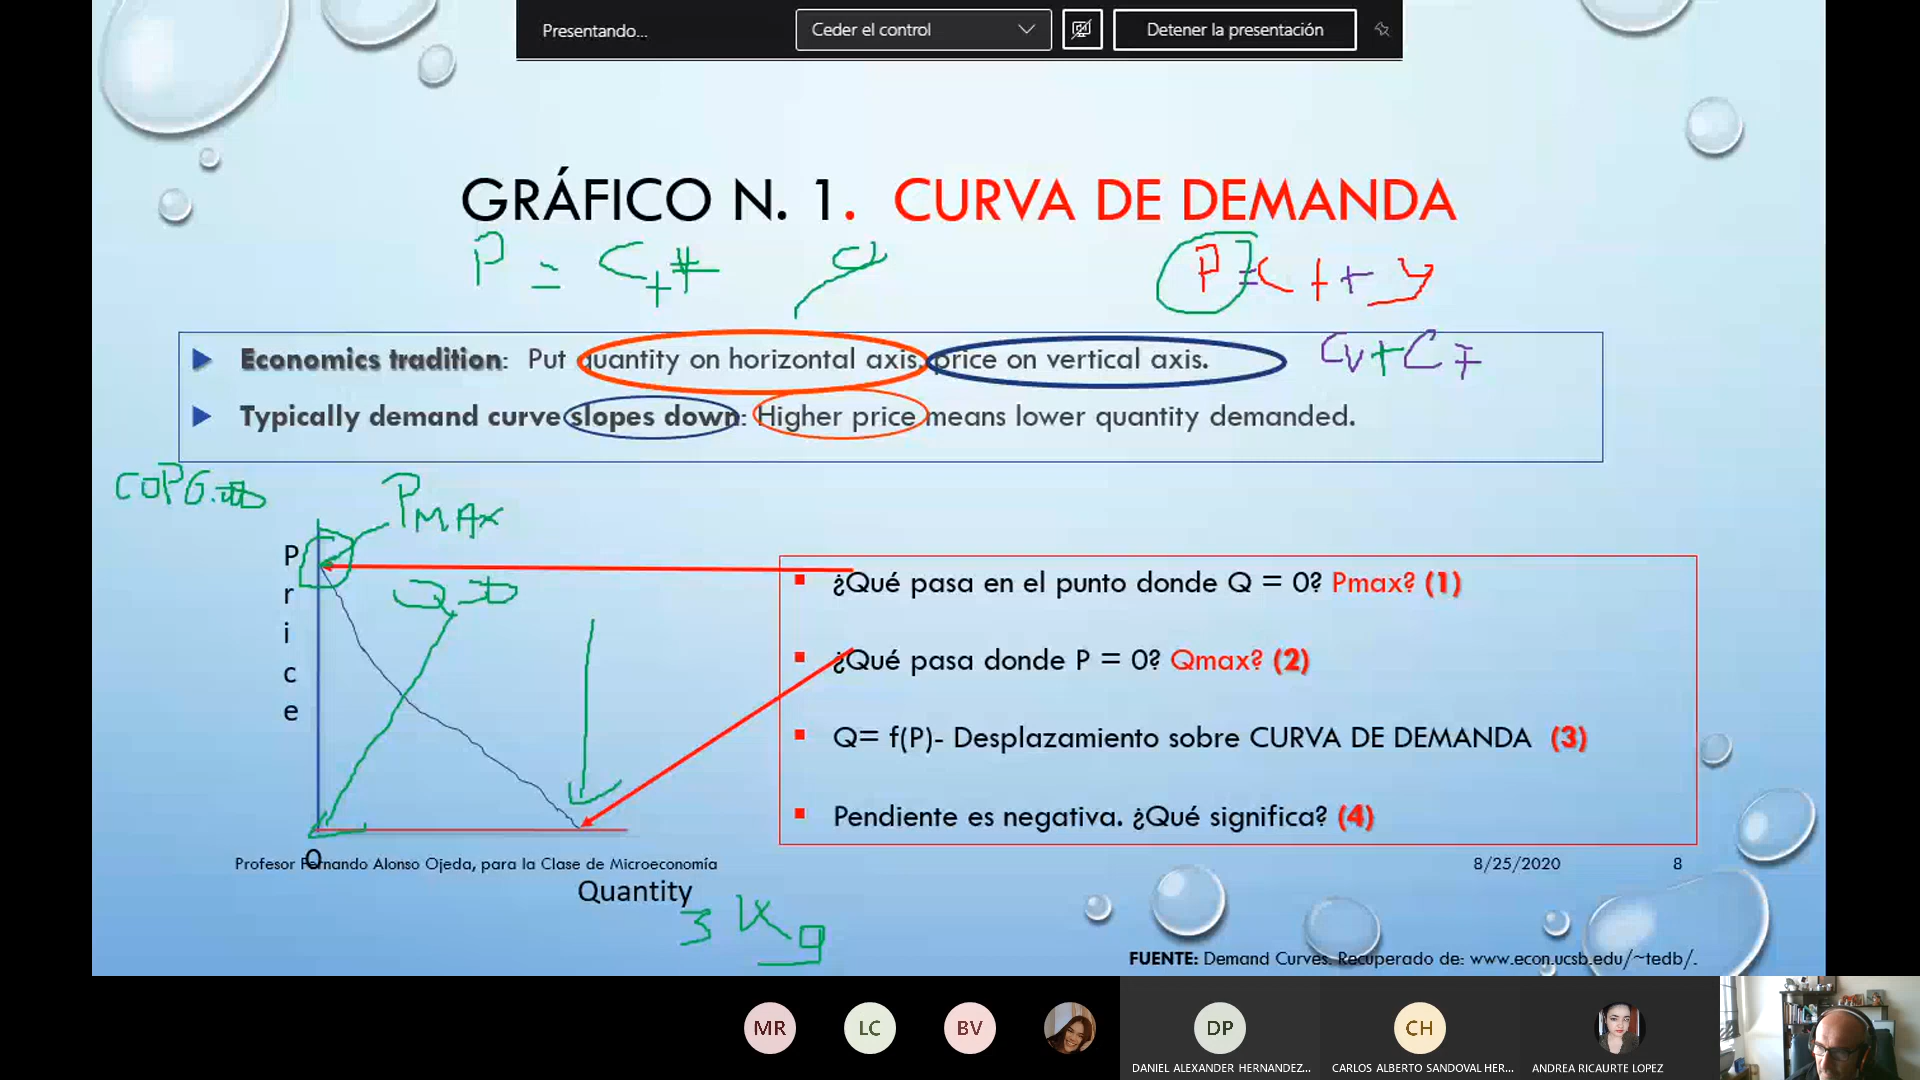 Presentando...
Ceder el control
Detener la presentación
GRÁFICO N. 1. CURVA DE DEMANDA
Economics tradition: Put quantity on horizontal axis, price on vertical axis.
CV+CF
Typically demand curve slopes down: Higher price means lower quantity demanded.
PMAX
Price
QD
¿Qué pasa en el punto donde Q = 0? Pmax? (1)
¿Qué pasa donde P = 0? Qmax? (2)
Q= f(P)- Desplazamiento sobre CURVA DE DEMANDA (3)
Pendiente es negativa. ¿Qué significa? (4)
0
Profesor Fernando Alonso Ojeda, para la Clase de Microeconomía
8/25/2020
8
Quantity
3 Kg
FUENTE: Demand Curves. Recuperado de: www.econ.ucsb.edu/~tedb/.
MR
LC
BV
DP
CH
DANIEL ALEXANDER HERNANDEZ...
CARLOS ALBERTO SANDOVAL HER...
ANDREA RICAURTE LOPEZ